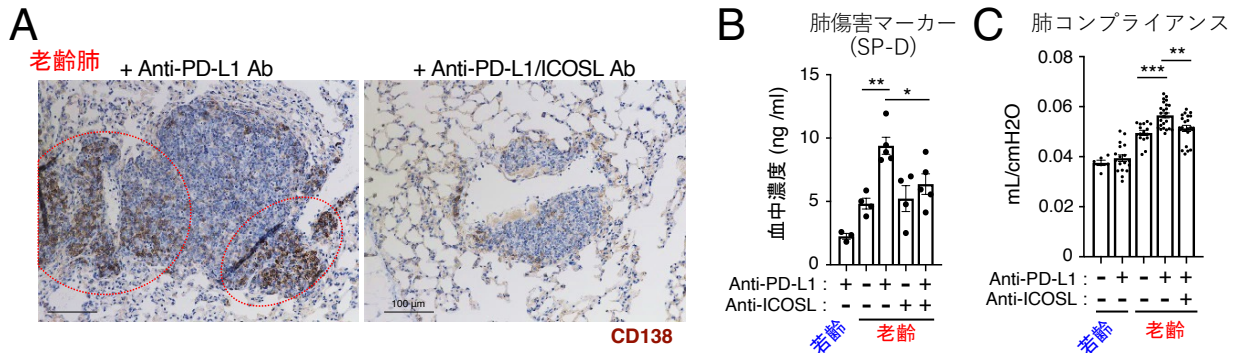 A
老齢肺
+ Anti-PD-L1 Ab
+ Anti-PD-L1/ICOSL Ab
100 μm
CD138
B
肺傷害マーカー
(SP-D)
血中濃度 (ng /ml)
15
10
5
0
**
*
Anti-PD-L1 : + - + - +
Anti-ICOSL : - - - + +
若齢
老齢
C
肺コンプライアンス
mL/cmH2O
0.08
0.06
0.04
0.02
0
***
**
Anti-PD-L1 : - + - + +
Anti-ICOSL : - - - - +
若齢
老齢